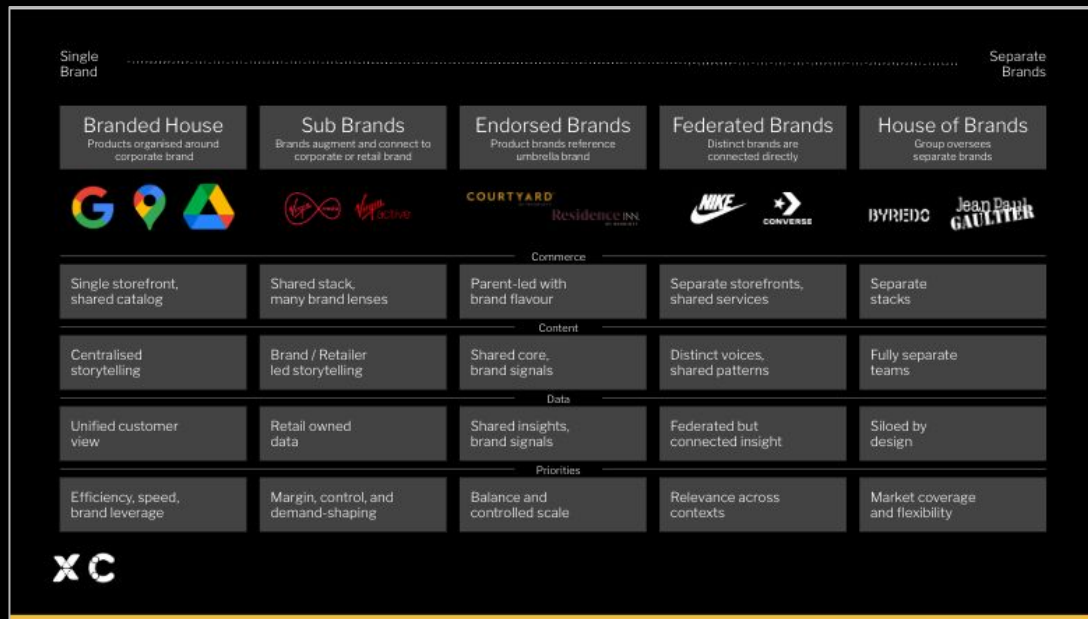 Single
Brand
Separate
Brands
Branded House
Products organised around
corporate brand
Sub Brands
Brands augment and connect to
corporate or retail brand
Endorsed Brands
Product brands reference
umbrella brand
Federated Brands
Distinct brands are
connected directly
House of Brands
Group oversees
separate brands
Virgin
active
COURTYARD
Residence INN.
NIKE
CONVERSE
BYREDO
Jean Paul
GAULTIER
Commerce
Single storefront,
shared catalog
Shared stack,
many brand lenses
Parent-led with
brand flavour
Separate storefronts,
shared services
Separate
stacks
Content
Centralised
storytelling
Brand / Retailer
led storytelling
Shared core,
brand signals
Distinct voices,
shared patterns
Fully separate
teams
Data
Unified customer
view
Retail owned
data
Shared insights,
brand signals
Federated but
connected insight
Siloed by
design
Priorities
Efficiency, speed,
brand leverage
Margin, control, and
demand-shaping
Balance and
controlled scale
Relevance across
contexts
Market coverage
and flexibility
XC